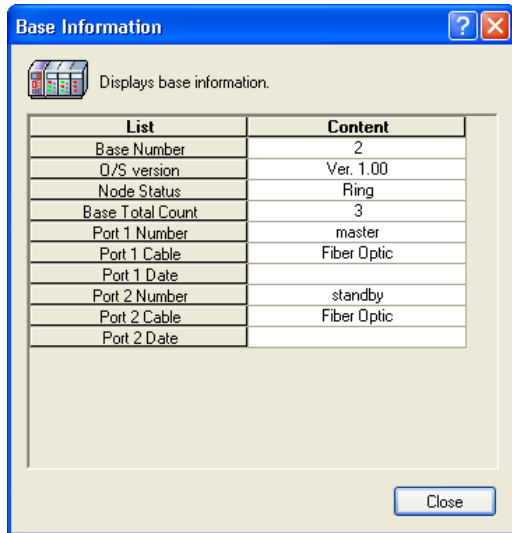 Base Information
Displays base information.
List Content
Base Number 2
O/S version Ver. 1.00
Node Status Ring
Base Total Count 3
Port 1 Number master
Port 1 Cable Fiber Optic
Port 1 Date
Port 2 Number standby
Port 2 Cable Fiber Optic
Port 2 Date
Close